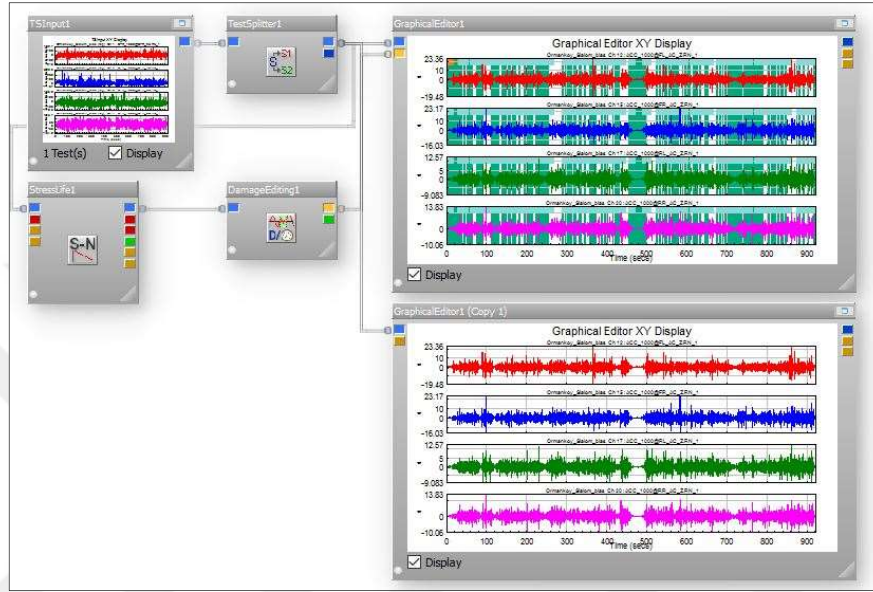 TSInput1
TSInput XY Display
1 Test(s) Display
TestSplitter1
S S1
S2
StressLife1
S-N
DamageEditing1
D/
GraphicalEditor1
Graphical Editor XY Display
23.36
10
0
-19.48
23.17
10
0
-16.03
12.57
5
0
-9.083
13.83
0
-10.06
0 100 200 300 400 500 600 700 800 900
Time (secs)
Display
GraphicalEditor1 (Copy 1)
Graphical Editor XY Display
23.36
10
0
-19.48
23.17
10
0
-16.03
12.57
5
0
-9.083
13.83
0
-10.06
0 100 200 300 400 500 600 700 800 900
Time (secs)
Display